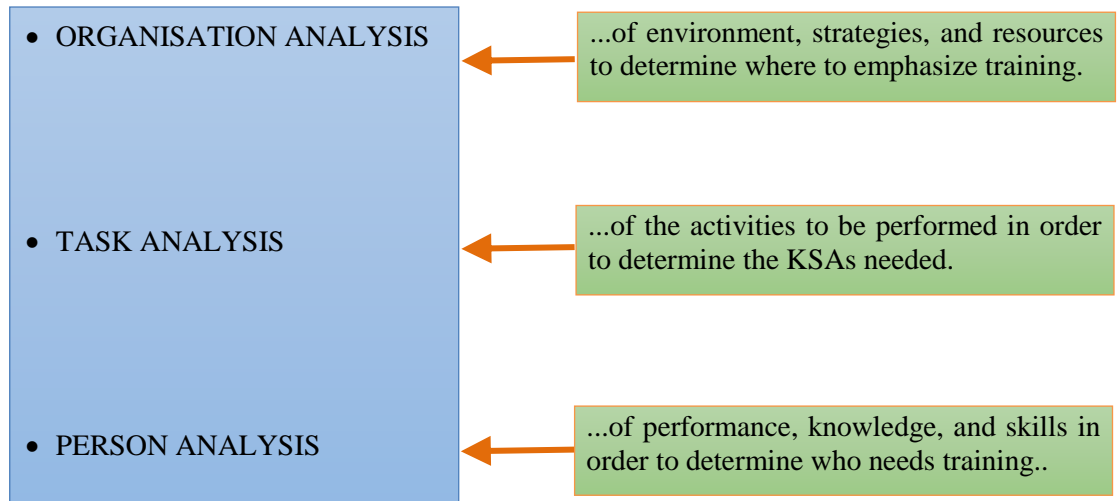 • ORGANISATION ANALYSIS
...of environment, strategies, and resources
to determine where to emphasize training.
• TASK ANALYSIS
...of the activities to be performed in order
to determine the KSAs needed.
• PERSON ANALYSIS
...of performance, knowledge, and skills in
order to determine who needs training..